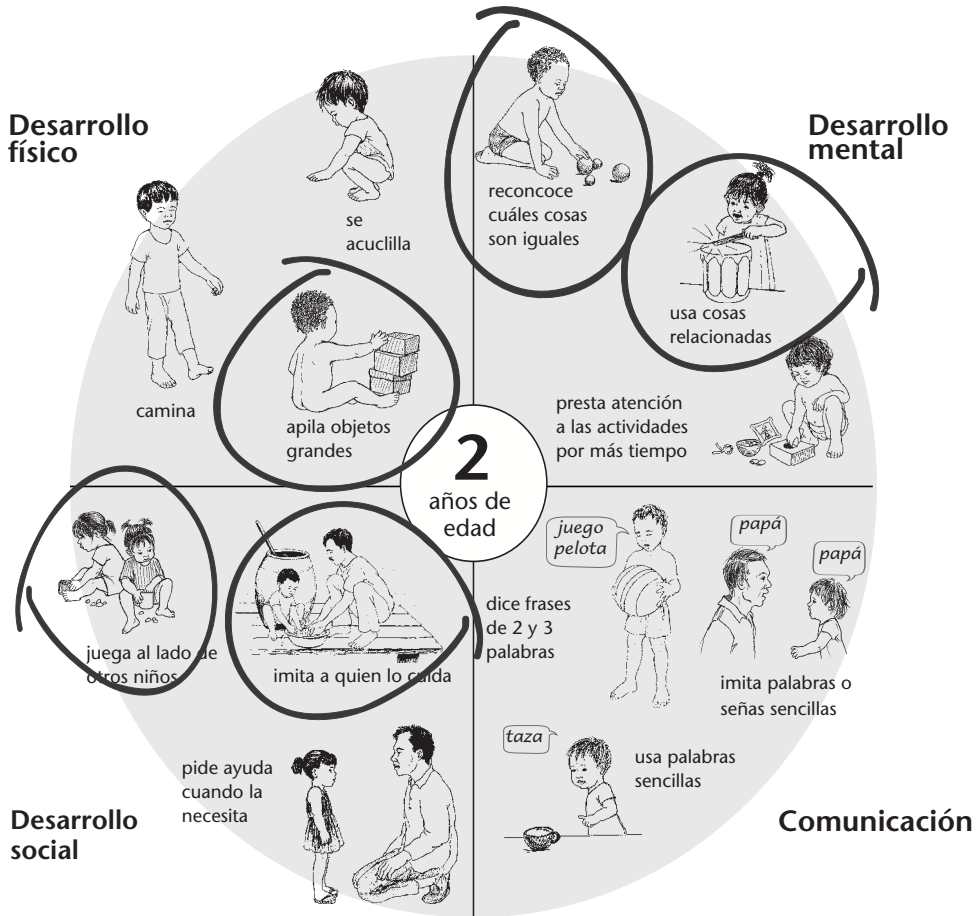 Desarrollo
físico
Desarrollo
mental
se
acuclilla
reconcoce
cuáles cosas
son iguales
usa cosas
relacionadas
camina
apila objetos
grandes
presta atención
a las actividades
por más tiempo
2
años de
edad
juega al lado de
otros niños
imita a quien lo cuida
dice frases
de 2 y 3
palabras
juego
pelota
papá
papá
imita palabras o
señas sencillas
pide ayuda
cuando la
necesita
taza
usa palabras
sencillas
Desarrollo
social
Comunicación